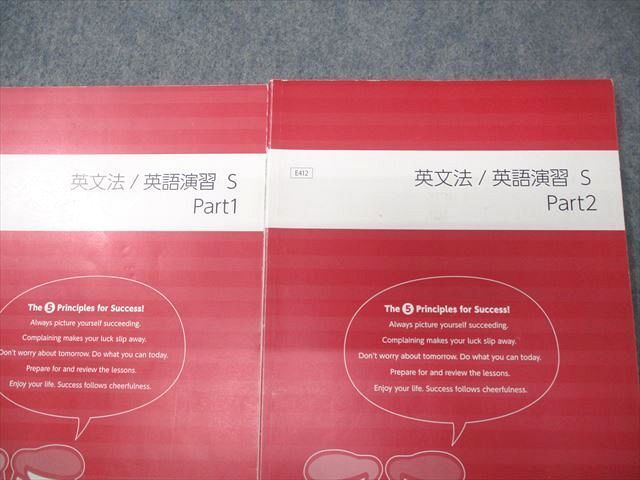 英文法 / 英語演習 S
Part1
The 5 Principles for Success!
Always picture yourself succeeding.
Complaining makes your luck slip away.
Don't worry about tomorrow. Do what you can today.
Prepare for and review the lessons.
Enjoy your life. Success follows cheerfulness.
E412
英文法 / 英語演習 S
Part2
The 5 Principles for Success!
Always picture yourself succeeding.
Complaining makes your luck slip away.
Don't worry about tomorrow. Do what you can today.
Prepare for and review the lessons.
Enjoy your life. Success follows cheerfulness.